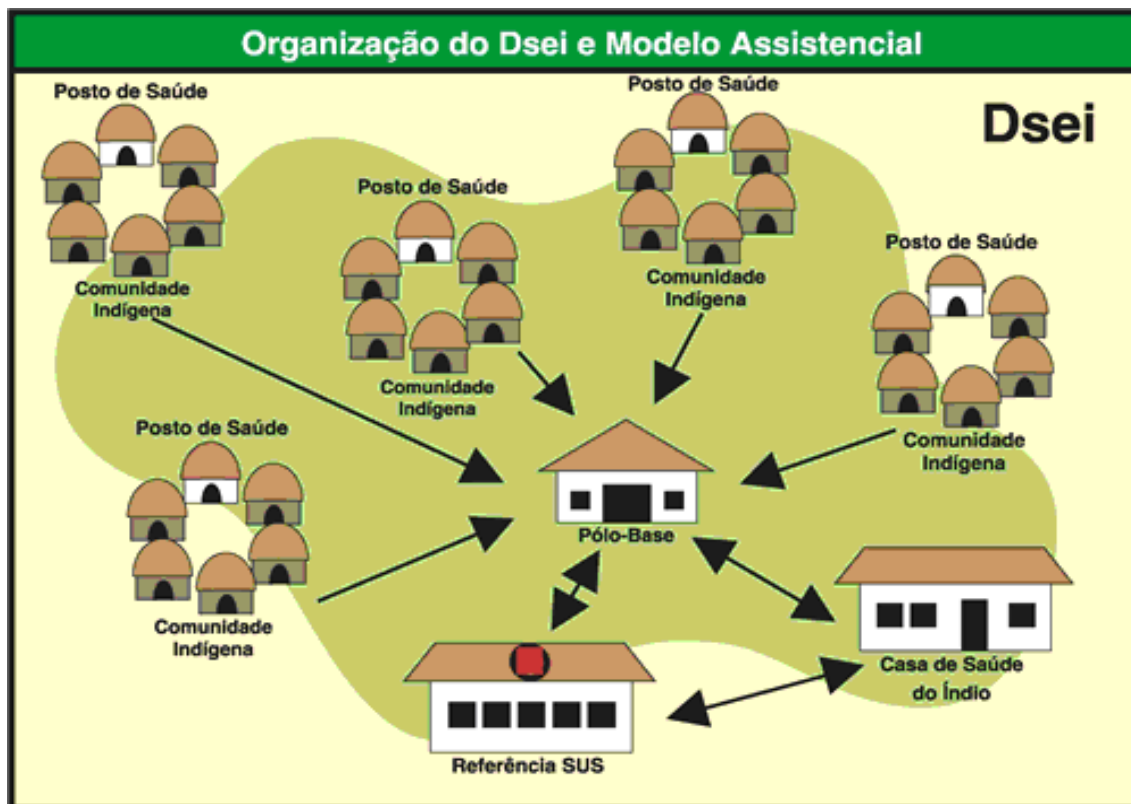 Organização do Dsei e Modelo Assistencial
Dsei
Posto de Saúde
Comunidade
Indígena
Posto de Saúde
Comunidade
Indígena
Posto de Saúde
Comunidade
Indígena
Posto de Saúde
Comunidade
Indígena
Posto de Saúde
Comunidade
Indígena
Pólo-Base
Casa de Saúde
do Índio
Referência SUS